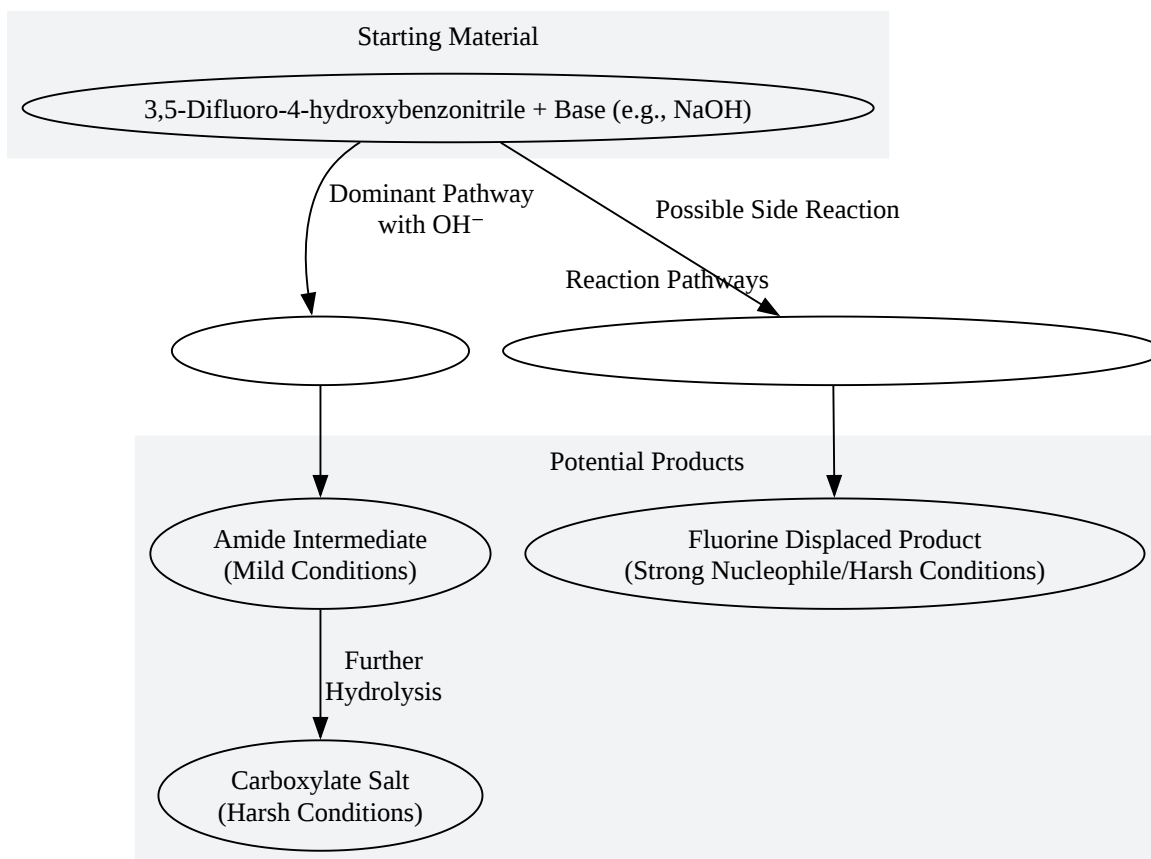 Starting Material
3,5-Difluoro-4-hydroxybenzonitrile + Base (e.g., NaOH)
Dominant Pathway
with OH⁻
Possible Side Reaction
Reaction Pathways
Potential Products
Amide Intermediate
(Mild Conditions)
Fluorine Displaced Product
(Strong Nucleophile/Harsh Conditions)
Further
Hydrolysis
Carboxylate Salt
(Harsh Conditions)